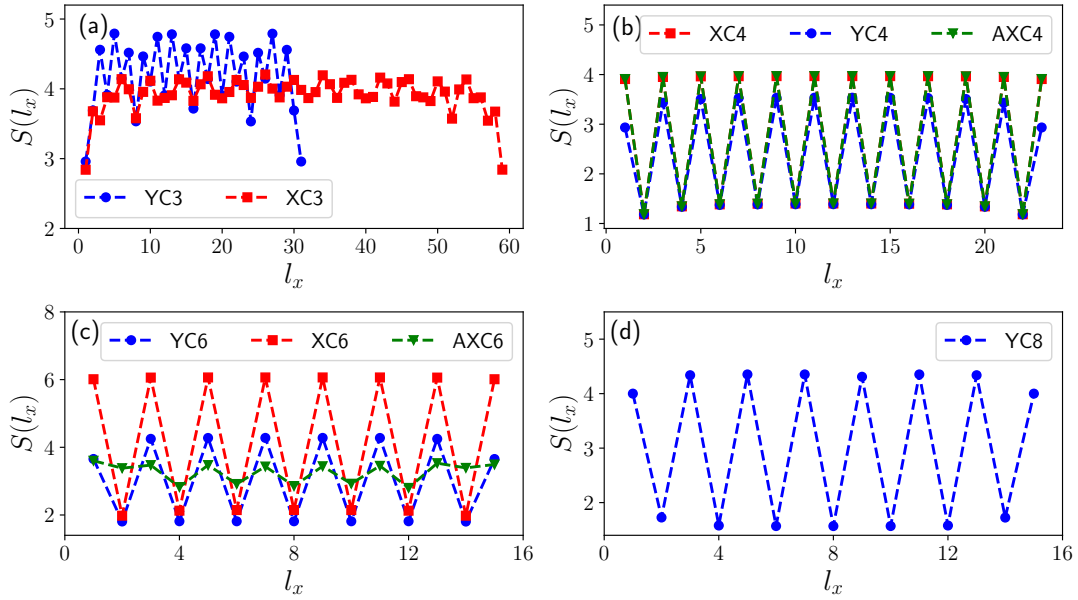 (a)
S(l_x)
5
4
3
2
YC3 XC3
0 10 20 30 40 50 60
l_x
(b)
S(l_x)
5
4
3
2
1
XC4 YC4 AXC4
0 5 10 15 20
l_x
(c)
S(l_x)
8
6
4
2
YC6 XC6 AXC6
0 4 8 12 16
l_x
(d)
S(l_x)
5
4
3
2
YC8
0 4 8 12 16
l_x